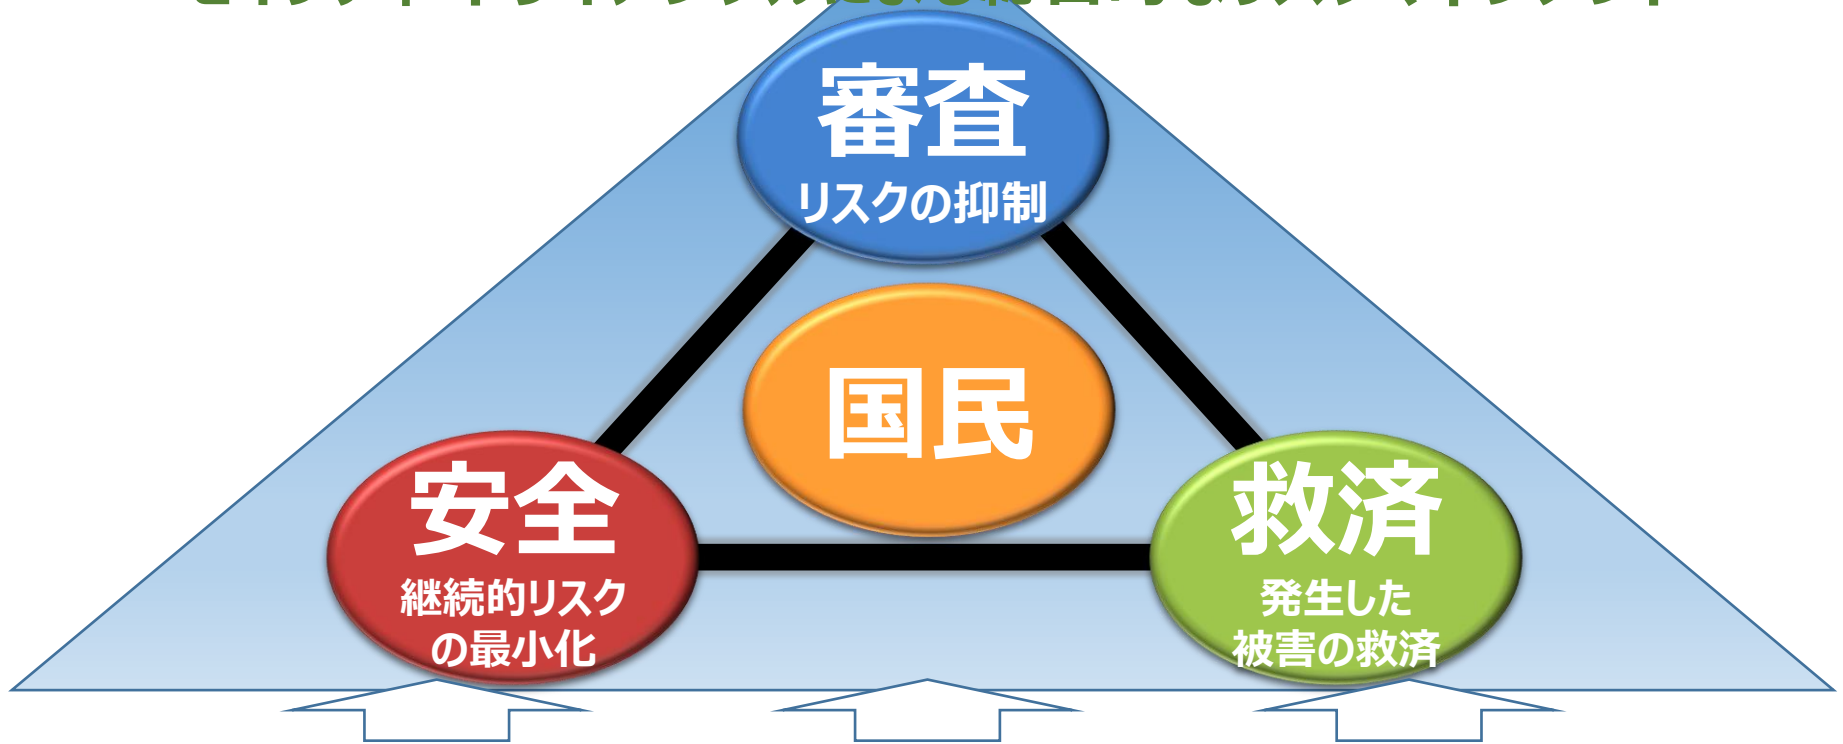 審査
リスクの抑制
国民
安全
継続的リスク
の最小化
救済
発生した
被害の救済